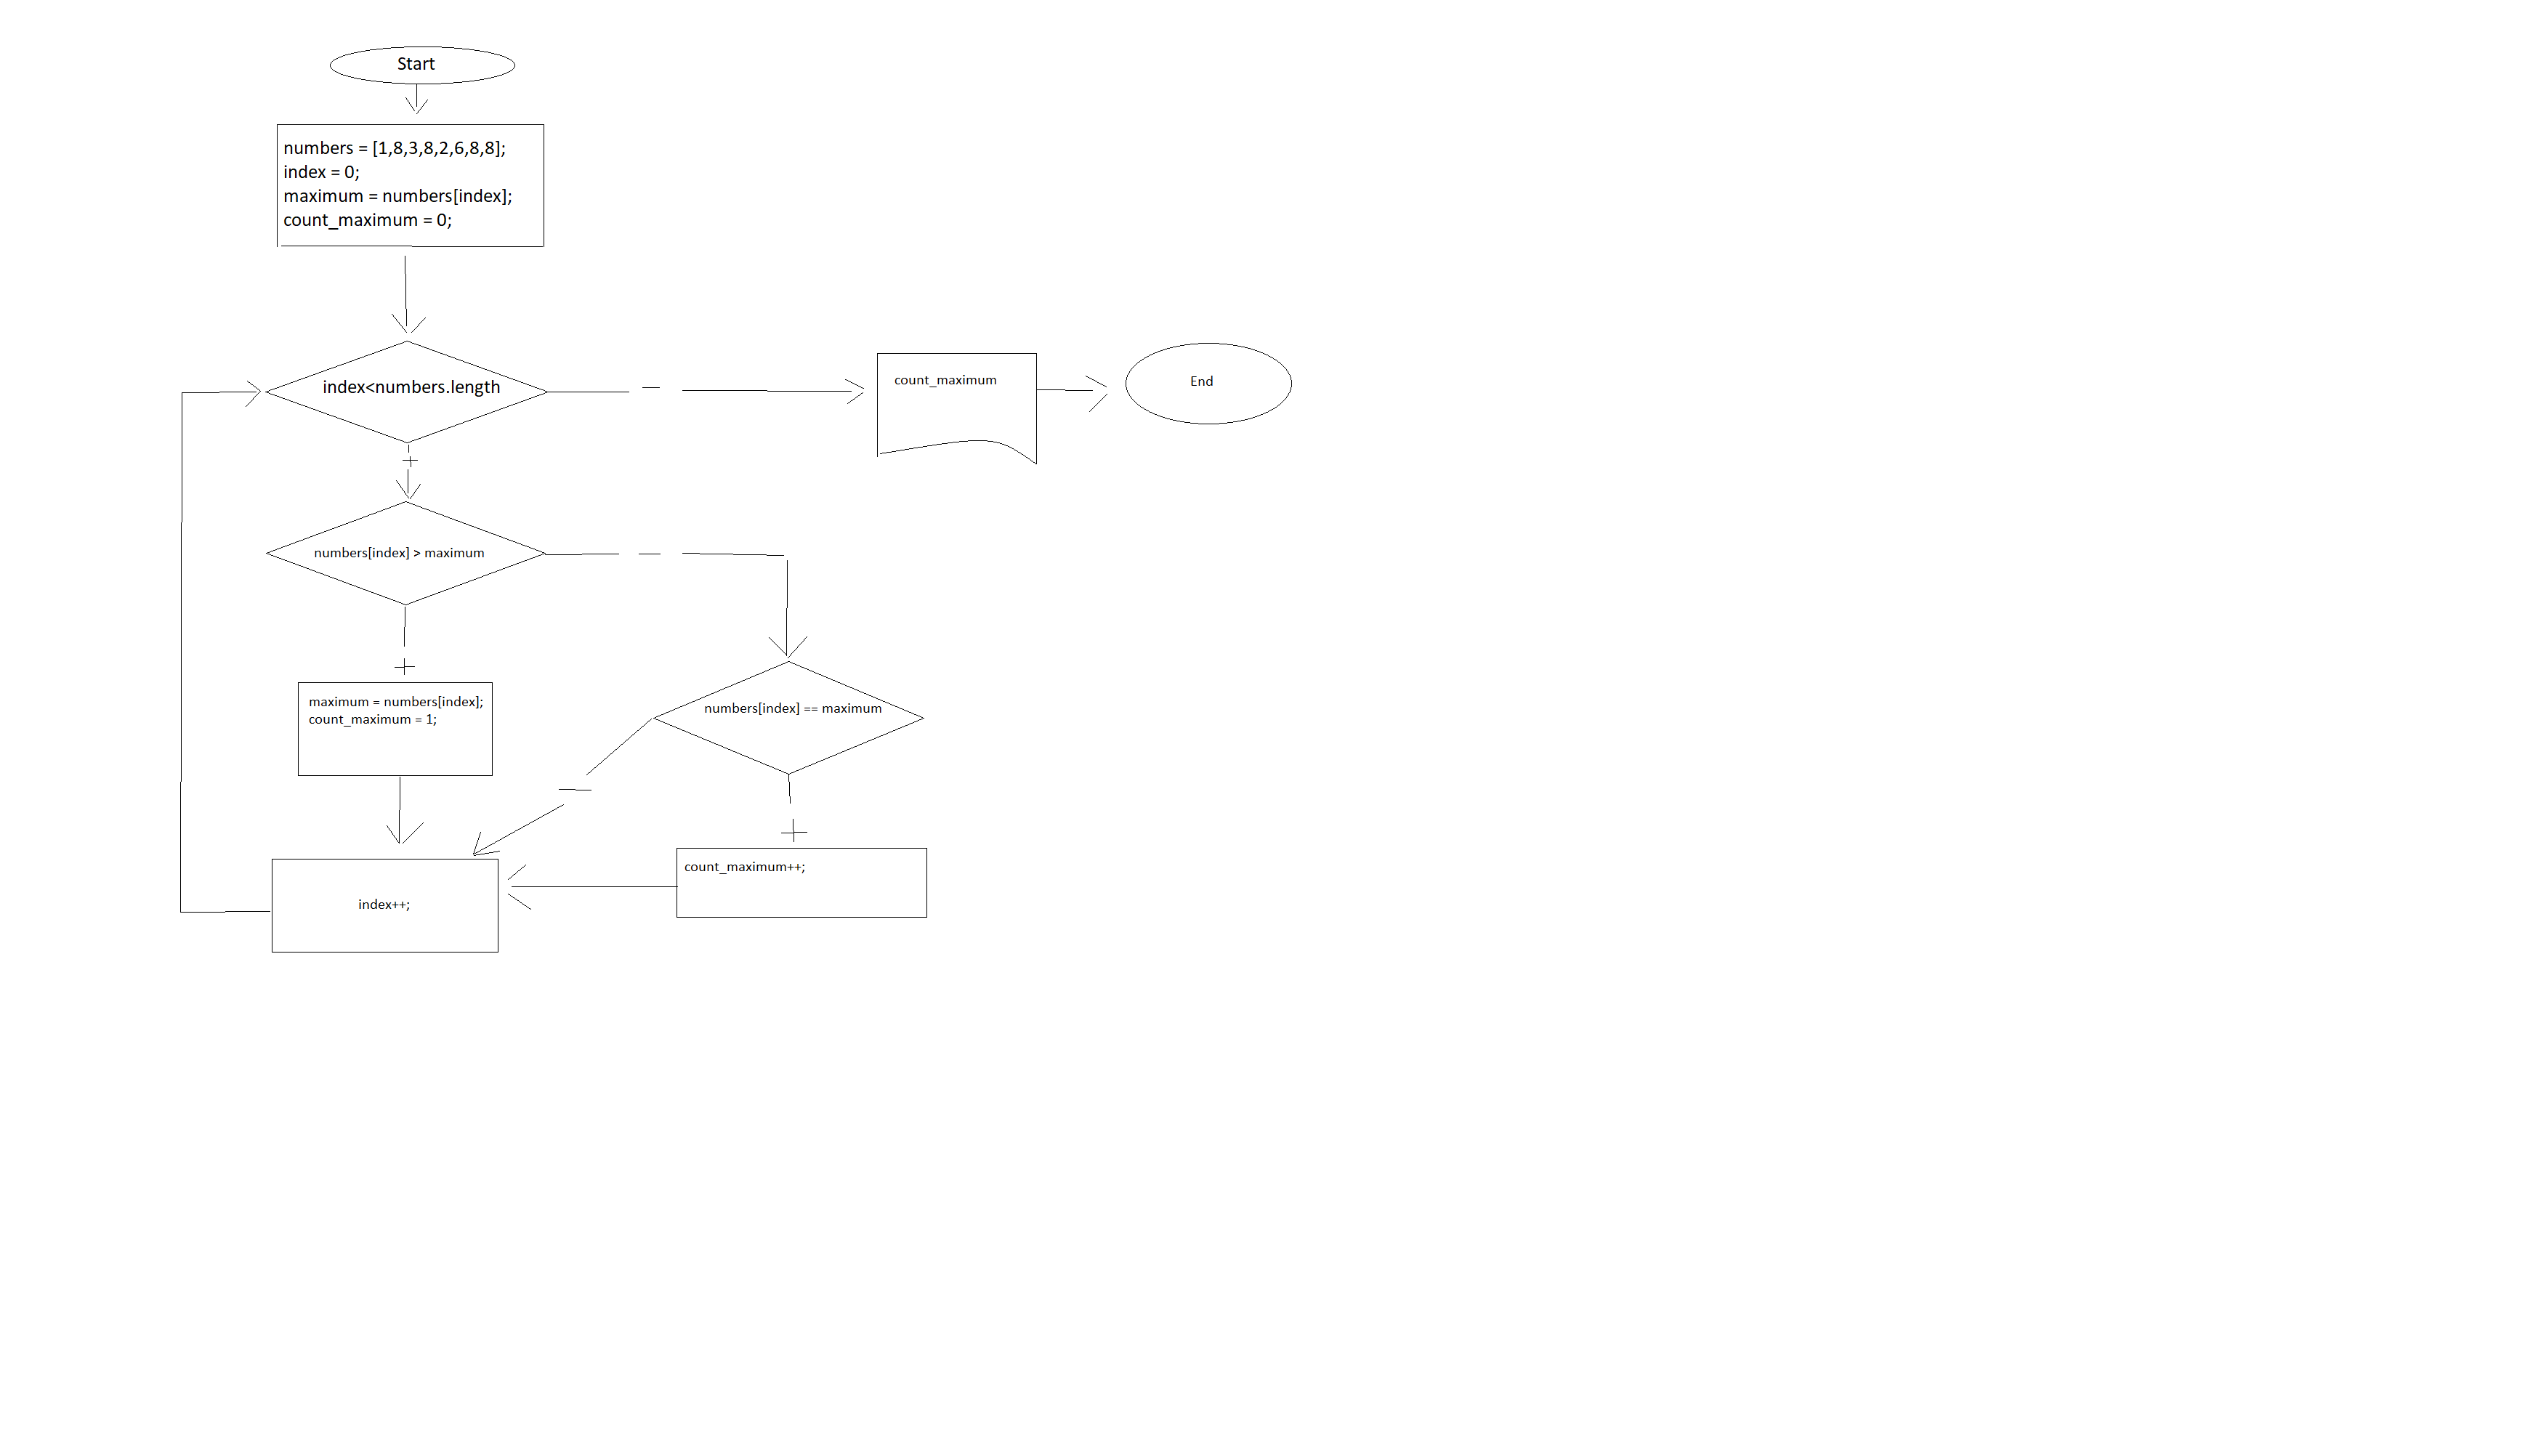 Start
numbers = [1,8,3,8,2,6,8,8];
index = 0;
maximum = numbers[index];
count_maximum = 0;
index<numbers.length
—
count_maximum
End
+
numbers[index] > maximum
—
+
maximum = numbers[index];
count_maximum = 1;
numbers[index] == maximum
—
+
count_maximum++;
index++;